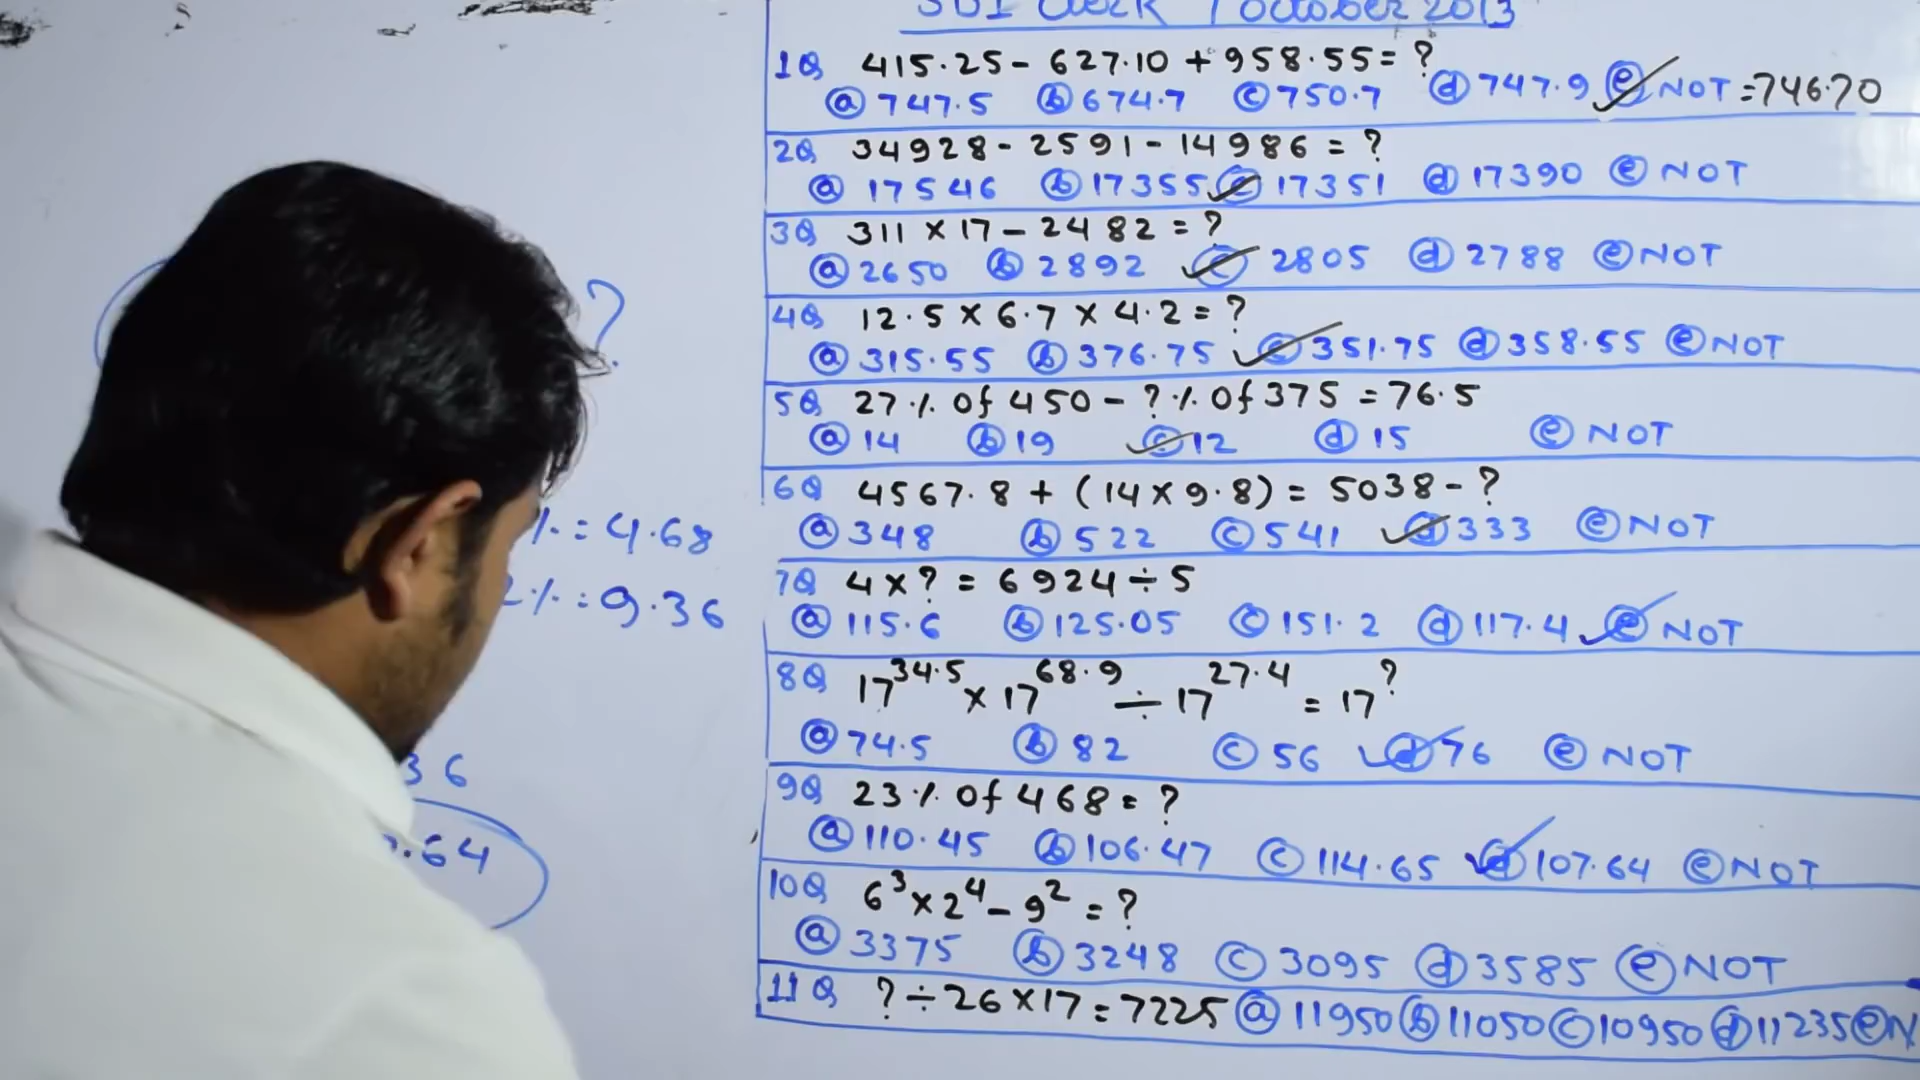 SBI Clerk 7 October 2013
1Q 415.25 - 627.10 + 958.55 = ?
ⓐ 747.5 ⓑ 674.7 ⓒ 750.7 ⓓ 747.9 ⓔ NOT = 746.70
2Q 34928 - 2591 - 14986 = ?
ⓐ 17546 ⓑ 17355 ⓒ 17351 ⓓ 17390 ⓔ NOT
3Q 311 × 17 - 2482 = ?
ⓐ 2650 ⓑ 2892 ⓒ 2805 ⓓ 2788 ⓔ NOT
4Q 12.5 × 6.7 × 4.2 = ?
ⓐ 315.55 ⓑ 376.75 ⓒ 351.75 ⓓ 358.55 ⓔ NOT
5Q 27 % Of 450 - ? % Of 375 = 76.5
ⓐ 14 ⓑ 19 ⓒ 12 ⓓ 15 ⓔ NOT
6Q 4567.8 + (14 × 9.8) = 5038 - ?
ⓐ 348 ⓑ 522 ⓒ 541 ⓓ 333 ⓔ NOT
7Q 4 × ? = 6924 ÷ 5
ⓐ 115.6 ⓑ 125.05 ⓒ 151.2 ⓓ 117.4 ⓔ NOT
8Q 17^34.5 × 17^68.9 ÷ 17^27.4 = 17^?
ⓐ 74.5 ⓑ 82 ⓒ 56 ⓓ 76 ⓔ NOT
9Q 23 % Of 468 = ?
ⓐ 110.45 ⓑ 106.47 ⓒ 114.65 ⓓ 107.64 ⓔ NOT
10Q 6³ × 2⁴ - 9² = ?
ⓐ 3375 ⓑ 3248 ⓒ 3095 ⓓ 3585 ⓔ NOT
11Q ? ÷ 26 × 17 = 7225 ⓐ 11950 ⓑ 11050 ⓒ 10950 ⓓ 11235 ⓔ N
?
% = 4.68
2 % = 9.36
36
.64